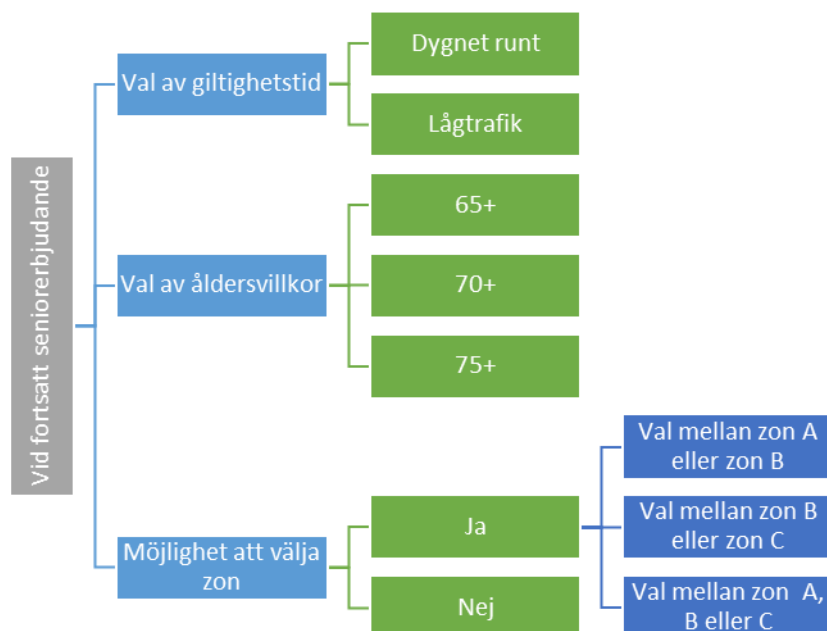 Vid fortsatt seniorerbjudande
Val av giltighetstid
Dygnet runt
Lågtrafik
Val av åldersvillkor
65+
70+
75+
Möjlighet att välja
zon
Ja
Val mellan zon A
eller zon B
Val mellan zon B
eller zon C
Val mellan zon A,
B eller C
Nej